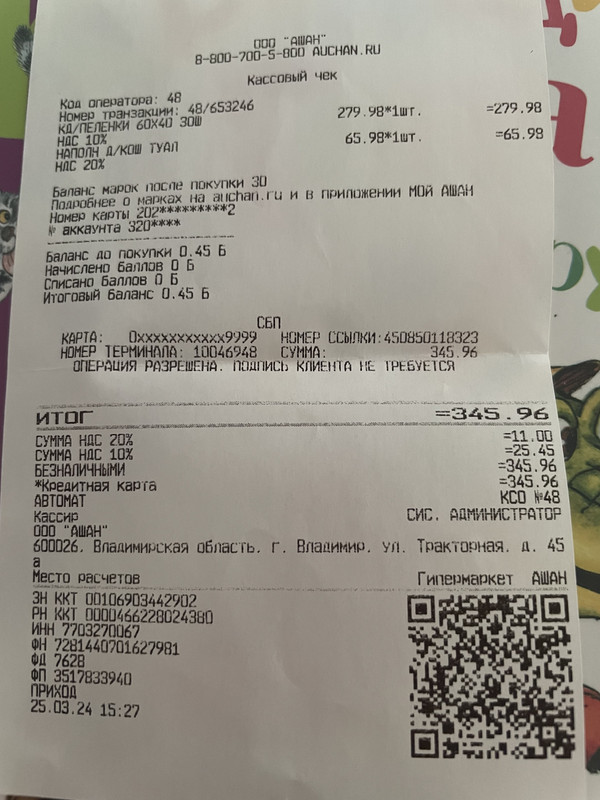 ООО "АШАН"
8-800-700-5-800 AUCHAN.RU
Кассовый чек
Код оператора: 48
Номер транзакции: 48/653246
КД/ПЕЛЕНКИ 60X40 30Ш 279.98*1шт. =279.98
НДС 10%
НАПОЛН Д/КОШ ТУАЛ 65.98*1шт. =65.98
НДС 20%
Баланс марок после покупки 30
Подробнее о марках на auchan.ru и в приложении МОЙ АШАН
Номер карты 202*********2
№ аккаунта 320****
Баланс до покупки 0.45 Б
Начислено баллов 0 Б
Списано баллов 0 Б
Итоговый баланс 0.45 Б
СБП
КАРТА: 0xxxxxxxxxxx9999 НОМЕР ССЫЛКИ:450850118323
НОМЕР ТЕРМИНАЛА: 10046948 СУММА: 345.96
ОПЕРАЦИЯ РАЗРЕШЕНА. ПОДПИСЬ КЛИЕНТА НЕ ТРЕБУЕТСЯ
ИТОГ =345.96
СУММА НДС 20% =11.00
СУММА НДС 10% =25.45
БЕЗНАЛИЧНЫМИ =345.96
*Кредитная карта =345.96
АВТОМАТ КСО №48
Кассир СИС. АДМИНИСТРАТОР
ООО "АШАН"
600026, Владимирская область, г. Владимир, ул. Тракторная, д. 45
а
Место расчетов Гипермаркет АШАН
ЗН ККТ 00106903442902
РН ККТ 0000466228024380
ИНН 7703270067
ФН 7281440701627981
ФД 7628
ФП 3517833940
ПРИХОД
25.03.24 15:27